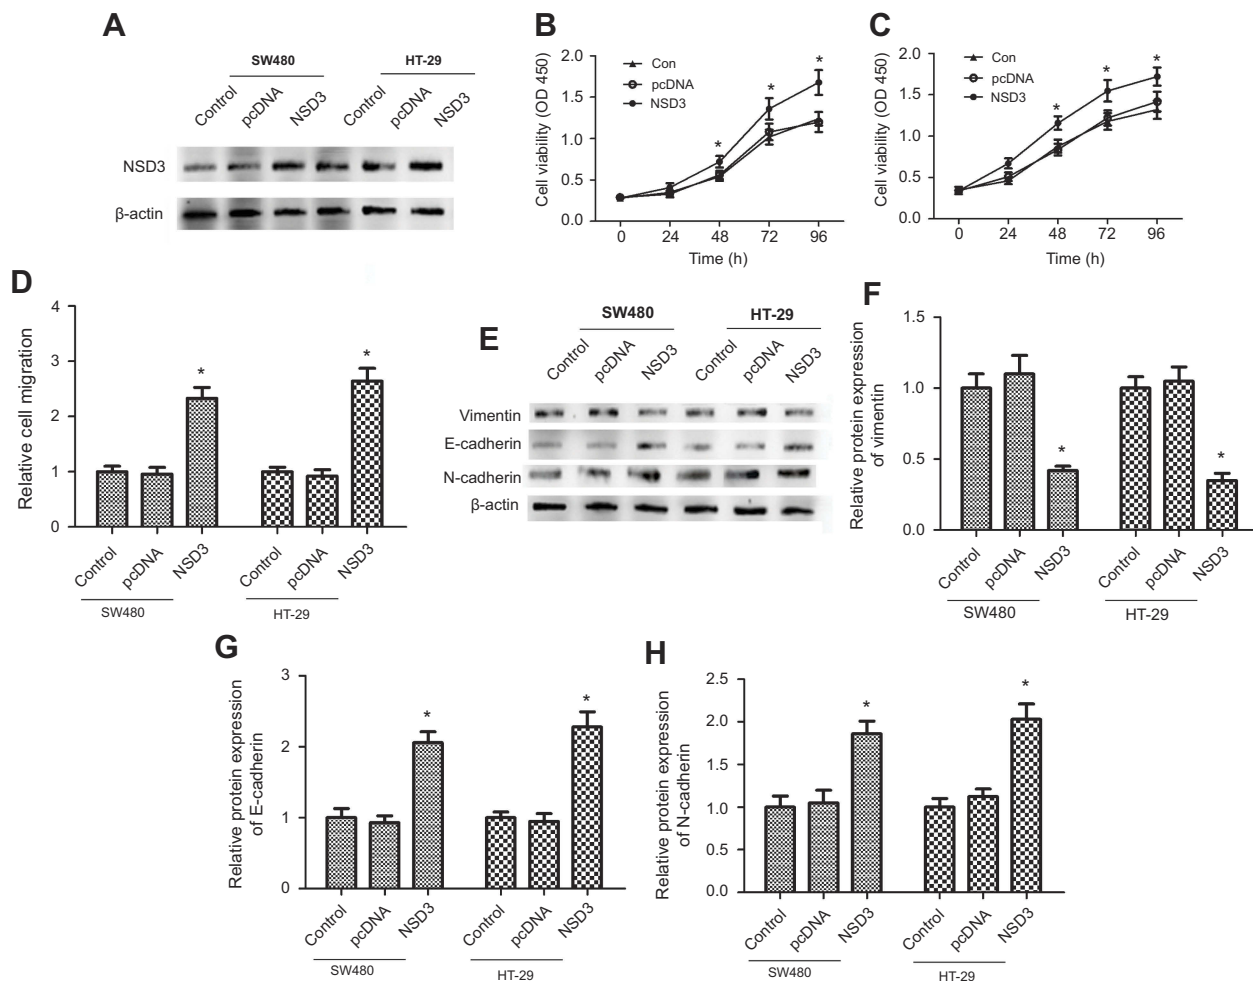 A
SW480
HT-29
Control
pcDNA
NSD3
Control
pcDNA
NSD3
NSD3
β-actin
B
Cell viability (OD 450)
2.0
1.5
1.0
0.5
0.0
Con
pcDNA
NSD3
*
*
*
0
24
48
72
96
Time (h)
C
Cell viability (OD 450)
2.0
1.5
1.0
0.5
0.0
Con
pcDNA
NSD3
*
*
*
0
24
48
72
96
Time (h)
D
Relative cell migration
4
3
2
1
0
*
*
Control
pcDNA
NSD3
Control
pcDNA
NSD3
SW480
HT-29
E
SW480
HT-29
Control
pcDNA
NSD3
Control
pcDNA
NSD3
Vimentin
E-cadherin
N-cadherin
β-actin
F
Relative protein expression
of vimentin
1.5
1.0
0.5
0.0
*
*
Control
pcDNA
NSD3
Control
pcDNA
NSD3
SW480
HT-29
G
Relative protein expression
of E-cadherin
3
2
1
0
*
*
Control
pcDNA
NSD3
Control
pcDNA
NSD3
SW480
HT-29
H
Relative protein expression
of N-cadherin
2.5
2.0
1.5
1.0
0.5
0.0
*
*
Control
pcDNA
NSD3
Control
pcDNA
NSD3
SW480
HT-29